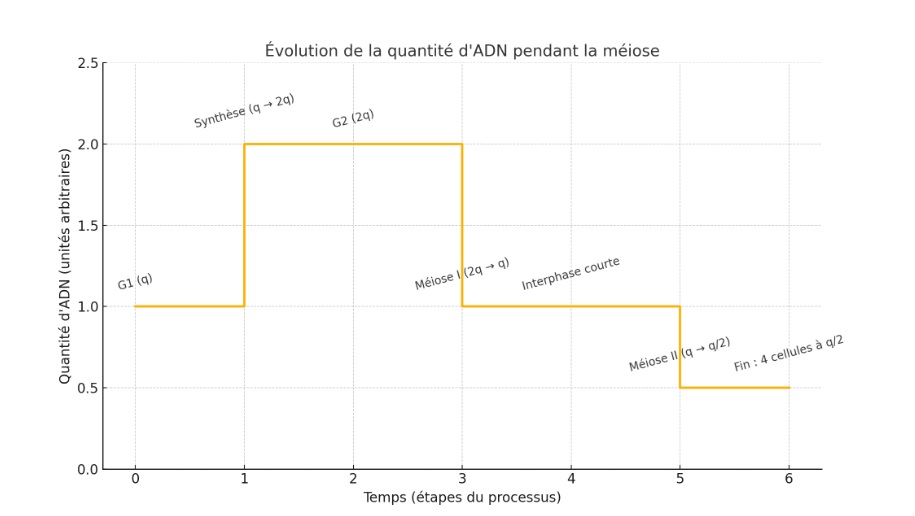 Évolution de la quantité d'ADN pendant la méiose
Quantité d'ADN (unités arbitraires)
2.5
2.0
1.5
1.0
0.5
0.0
Synthèse (q → 2q)
G2 (2q)
G1 (q)
Méiose I (2q → q)
Interphase courte
Méiose II (q → q/2)
Fin : 4 cellules à q/2
0 1 2 3 4 5 6
Temps (étapes du processus)